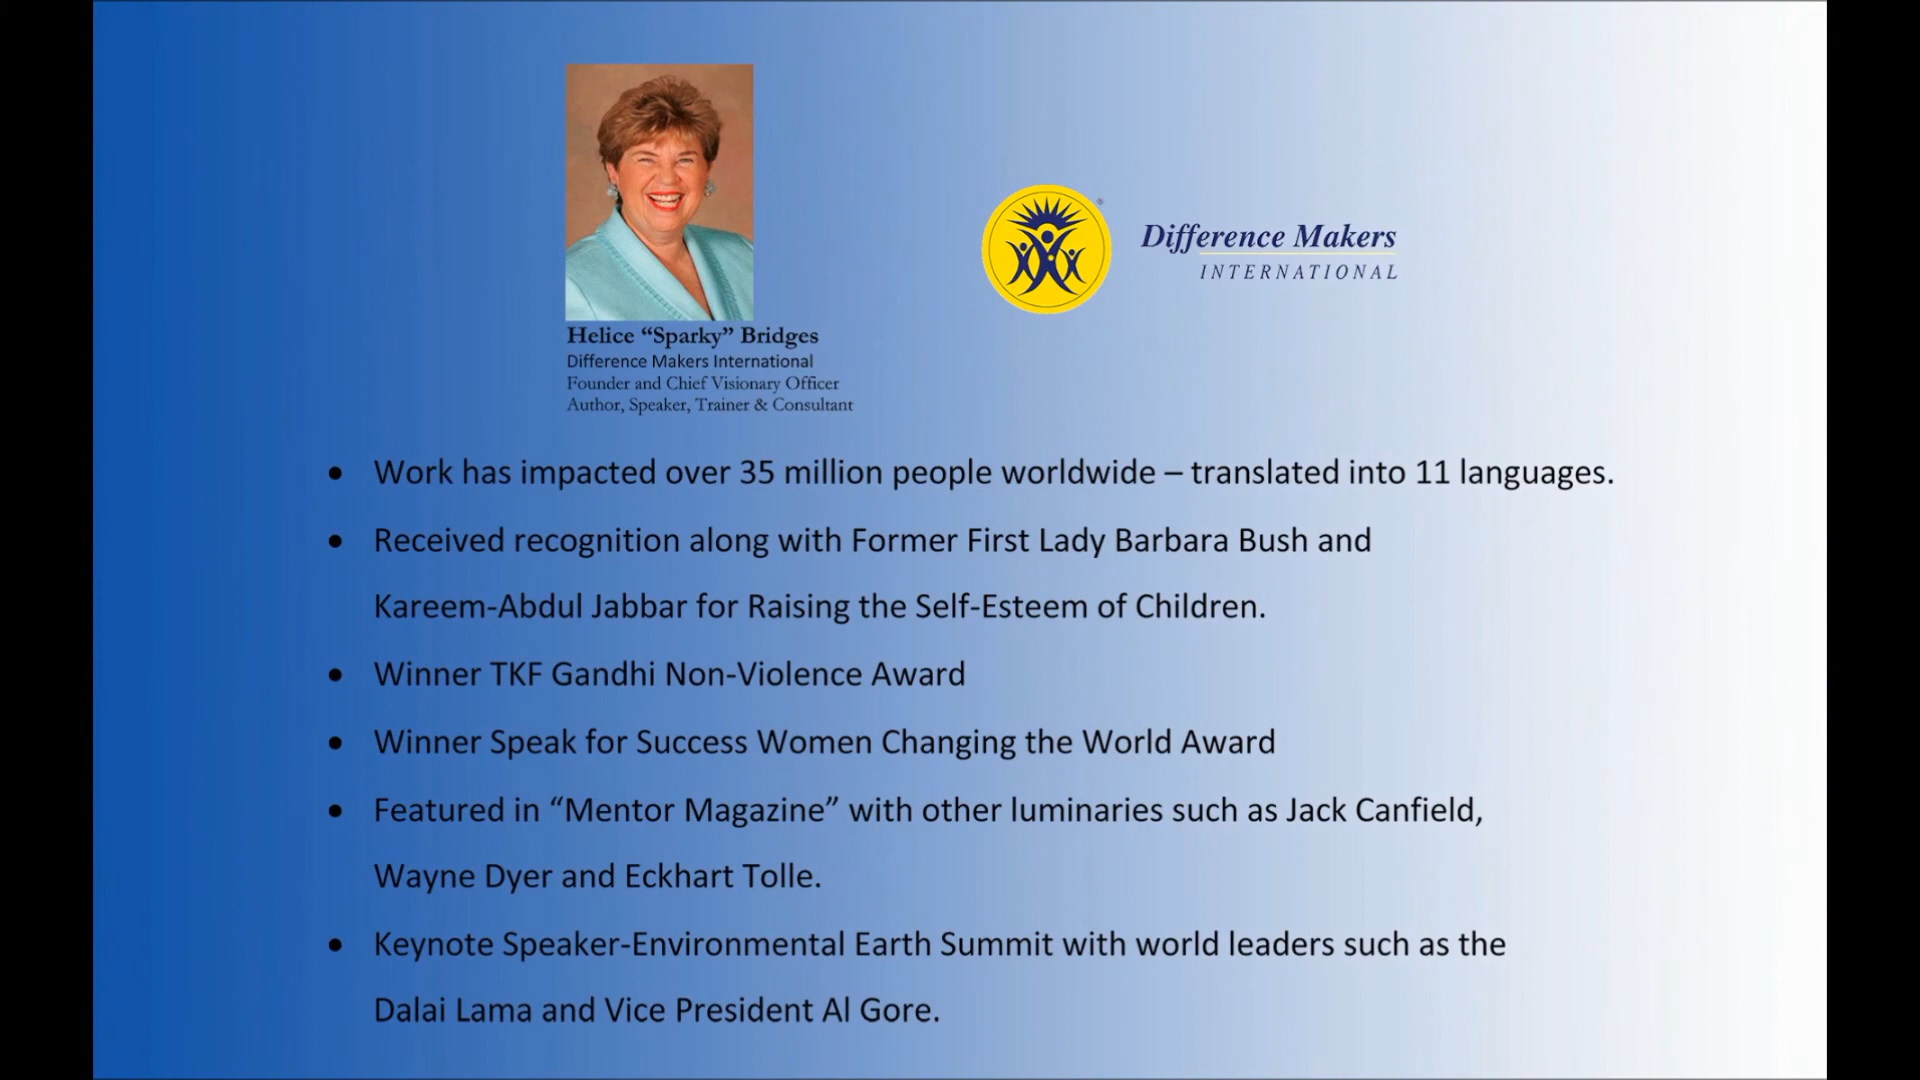 Difference Makers
INTERNATIONAL
Helice “Sparky” Bridges
Difference Makers International
Founder and Chief Visionary Officer
Author, Speaker, Trainer & Consultant
• Work has impacted over 35 million people worldwide – translated into 11 languages.
• Received recognition along with Former First Lady Barbara Bush and
Kareem-Abdul Jabbar for Raising the Self-Esteem of Children.
• Winner TKF Gandhi Non-Violence Award
• Winner Speak for Success Women Changing the World Award
• Featured in “Mentor Magazine” with other luminaries such as Jack Canfield,
Wayne Dyer and Eckhart Tolle.
• Keynote Speaker-Environmental Earth Summit with world leaders such as the
Dalai Lama and Vice President Al Gore.